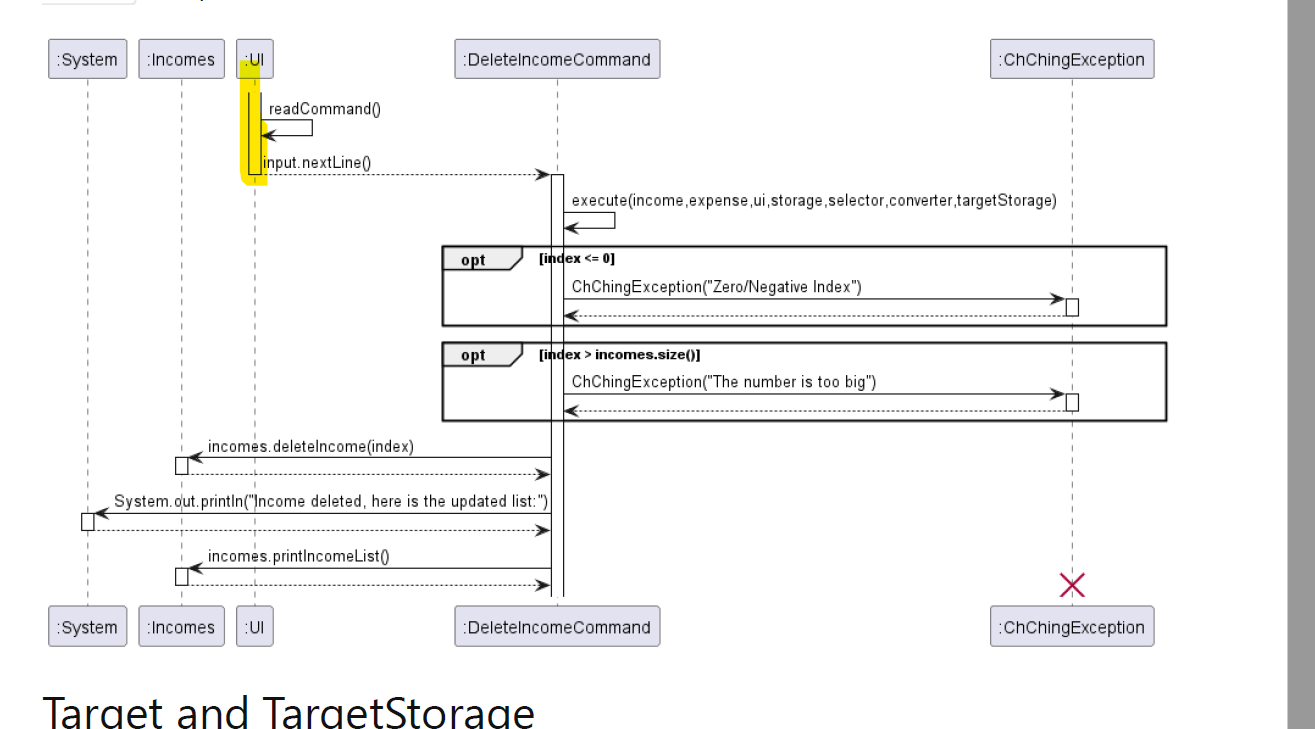 :System :Incomes :UI :DeleteIncomeCommand :ChChingException
readCommand()
input.nextLine()
execute(income,expense,ui,storage,selector,converter,targetStorage)
opt [index <= 0]
ChChingException("Zero/Negative Index")
opt [index > incomes.size()]
ChChingException("The number is too big")
incomes.deleteIncome(index)
System.out.println("Income deleted, here is the updated list:")
incomes.printIncomeList()
:System :Incomes :UI :DeleteIncomeCommand :ChChingException
Target and TargetStorage